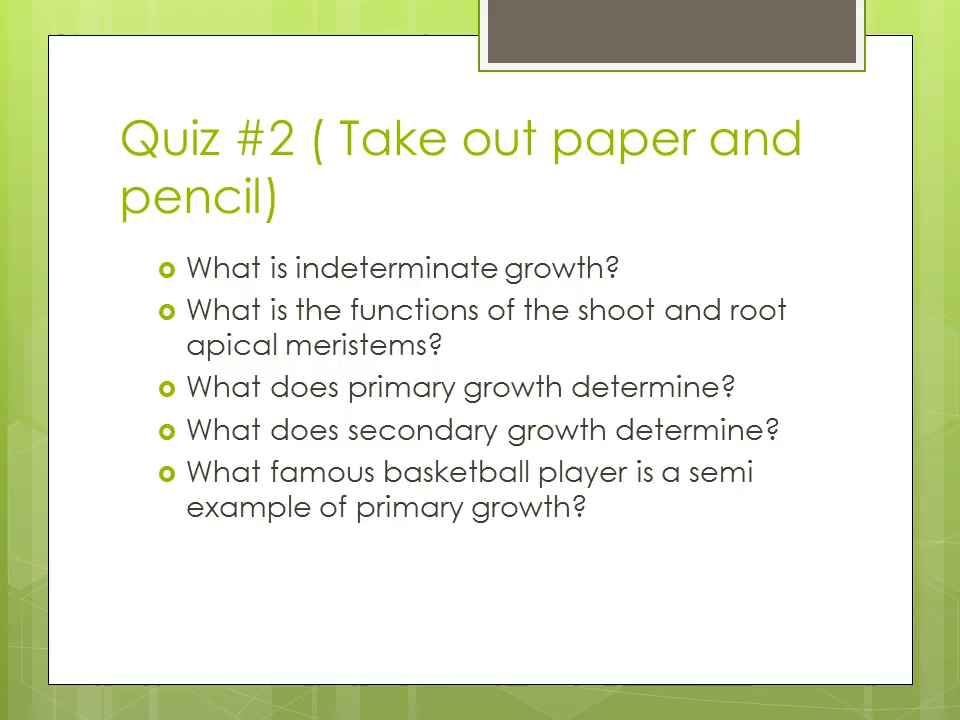 Quiz #2 ( Take out paper and
pencil)
What is indeterminate growth?
What is the functions of the shoot and root
apical meristems?
What does primary growth determine?
What does secondary growth determine?
What famous basketball player is a semi
example of primary growth?